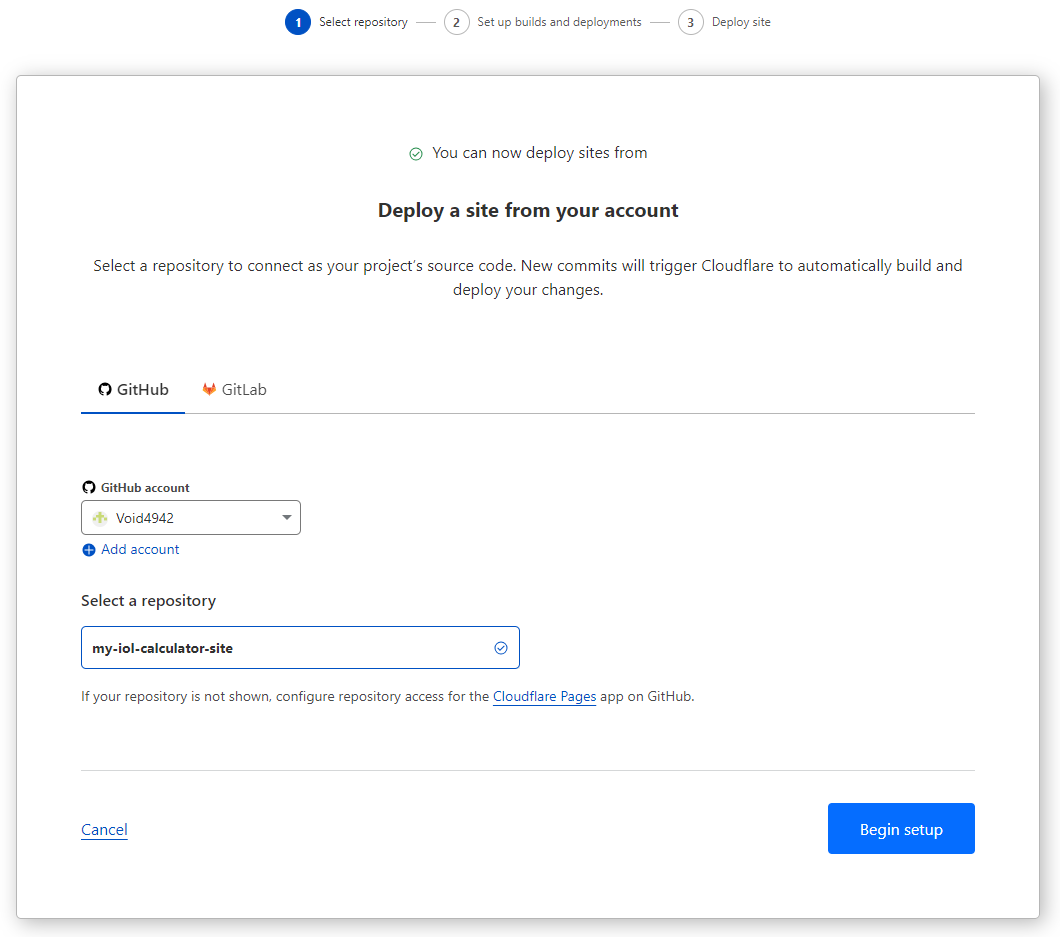 1 Select repository 2 Set up builds and deployments 3 Deploy site
You can now deploy sites from
Deploy a site from your account
Select a repository to connect as your project's source code. New commits will trigger Cloudflare to automatically build and
deploy your changes.
GitHub GitLab
GitHub account
Void4942
Add account
Select a repository
my-iol-calculator-site
If your repository is not shown, configure repository access for the Cloudflare Pages app on GitHub.
Cancel Begin setup